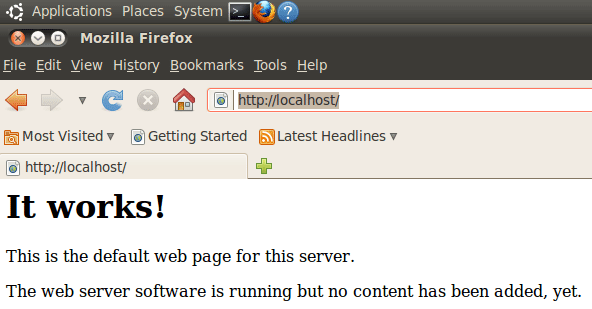 Applications Places System
Mozilla Firefox
File Edit View History Bookmarks Tools Help
http://localhost/
Most Visited Getting Started Latest Headlines
http://localhost/
It works!
This is the default web page for this server.
The web server software is running but no content has been added, yet.